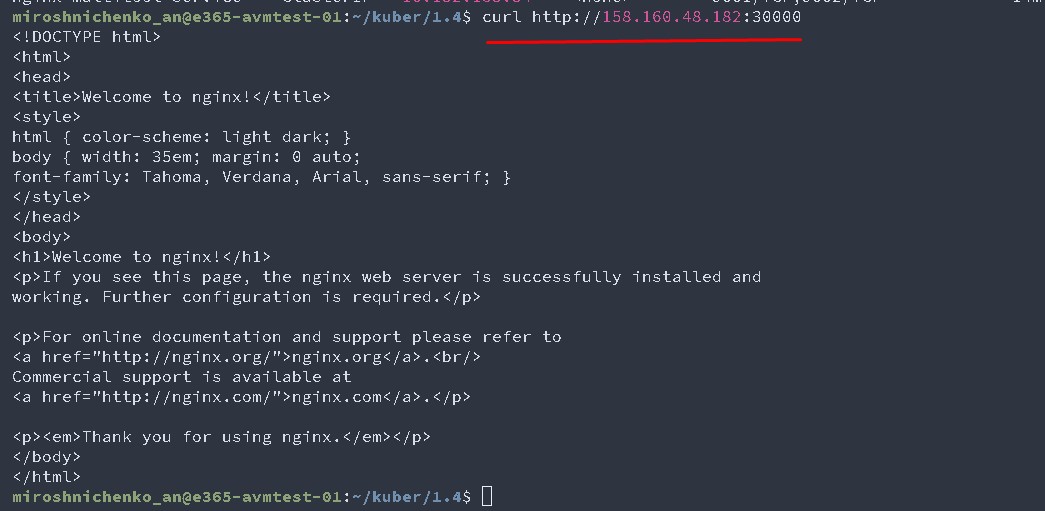 miroshnichenko_an@e365-avmtest-01:~/kuber/1.4$ curl http://158.160.48.182:30000
<!DOCTYPE html>
<html>
<head>
<title>Welcome to nginx!</title>
<style>
html { color-scheme: light dark; }
body { width: 35em; margin: 0 auto;
font-family: Tahoma, Verdana, Arial, sans-serif; }
</style>
</head>
<body>
<h1>Welcome to nginx!</h1>
<p>If you see this page, the nginx web server is successfully installed and
working. Further configuration is required.</p>

<p>For online documentation and support please refer to
<a href="http://nginx.org/">nginx.org</a>.<br/>
Commercial support is available at
<a href="http://nginx.com/">nginx.com</a>.</p>

<p><em>Thank you for using nginx.</em></p>
</body>
</html>
miroshnichenko_an@e365-avmtest-01:~/kuber/1.4$